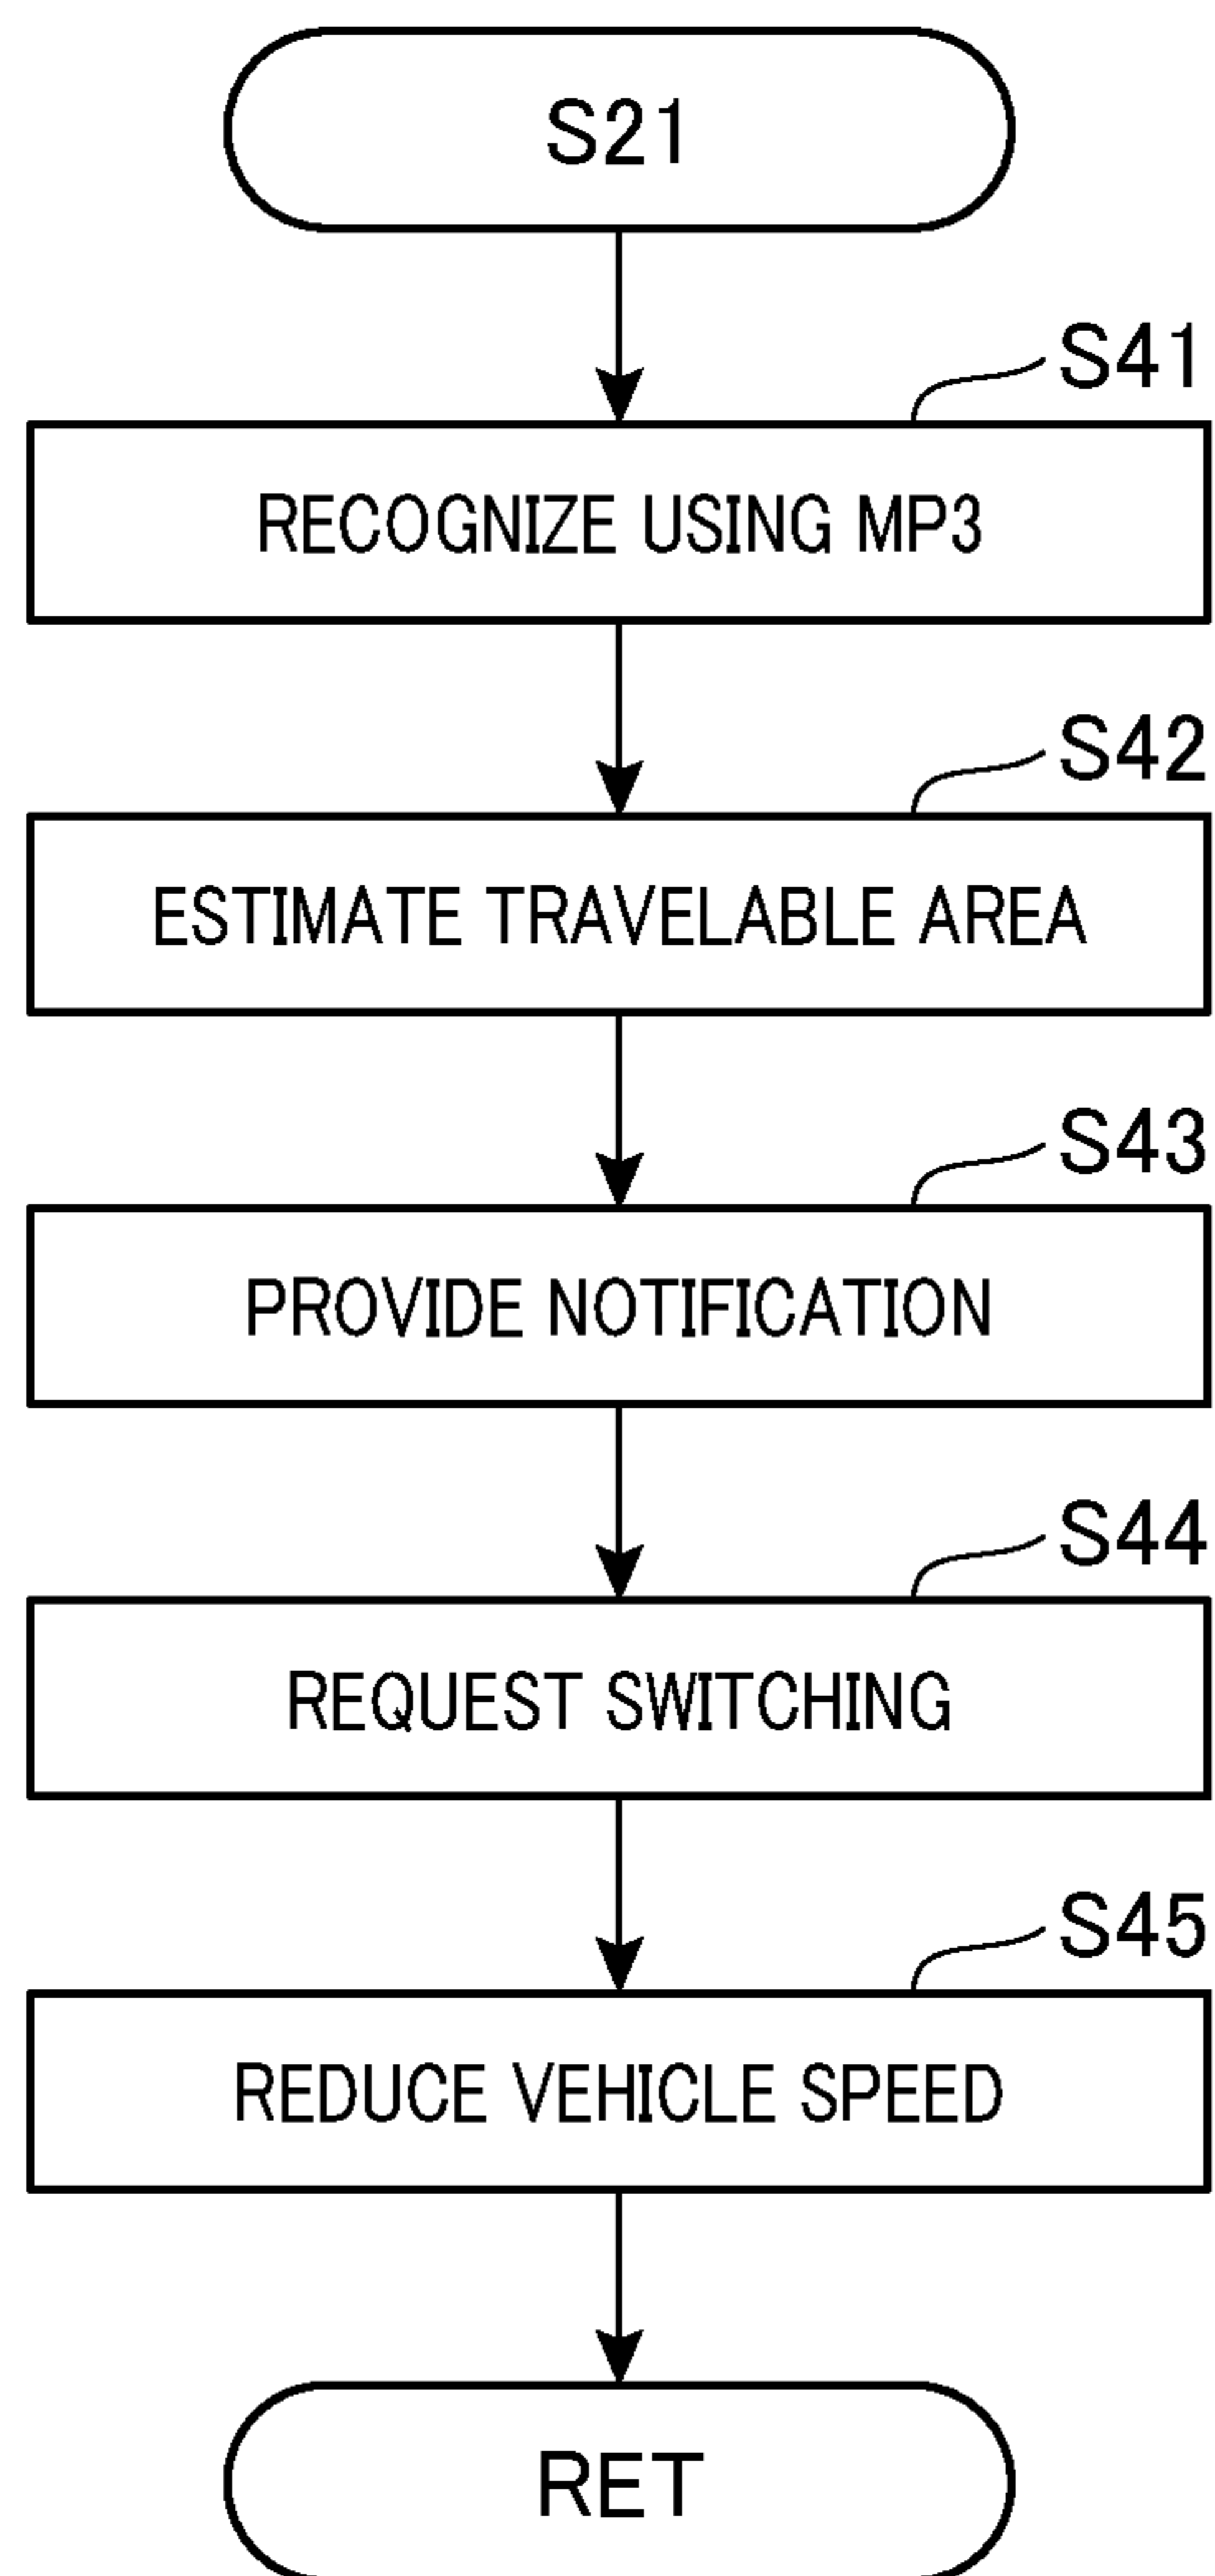 S21
S41
RECOGNIZE USING MP3
S42
ESTIMATE TRAVELABLE AREA
S43
PROVIDE NOTIFICATION
S44
REQUEST SWITCHING
S45
REDUCE VEHICLE SPEED
RET